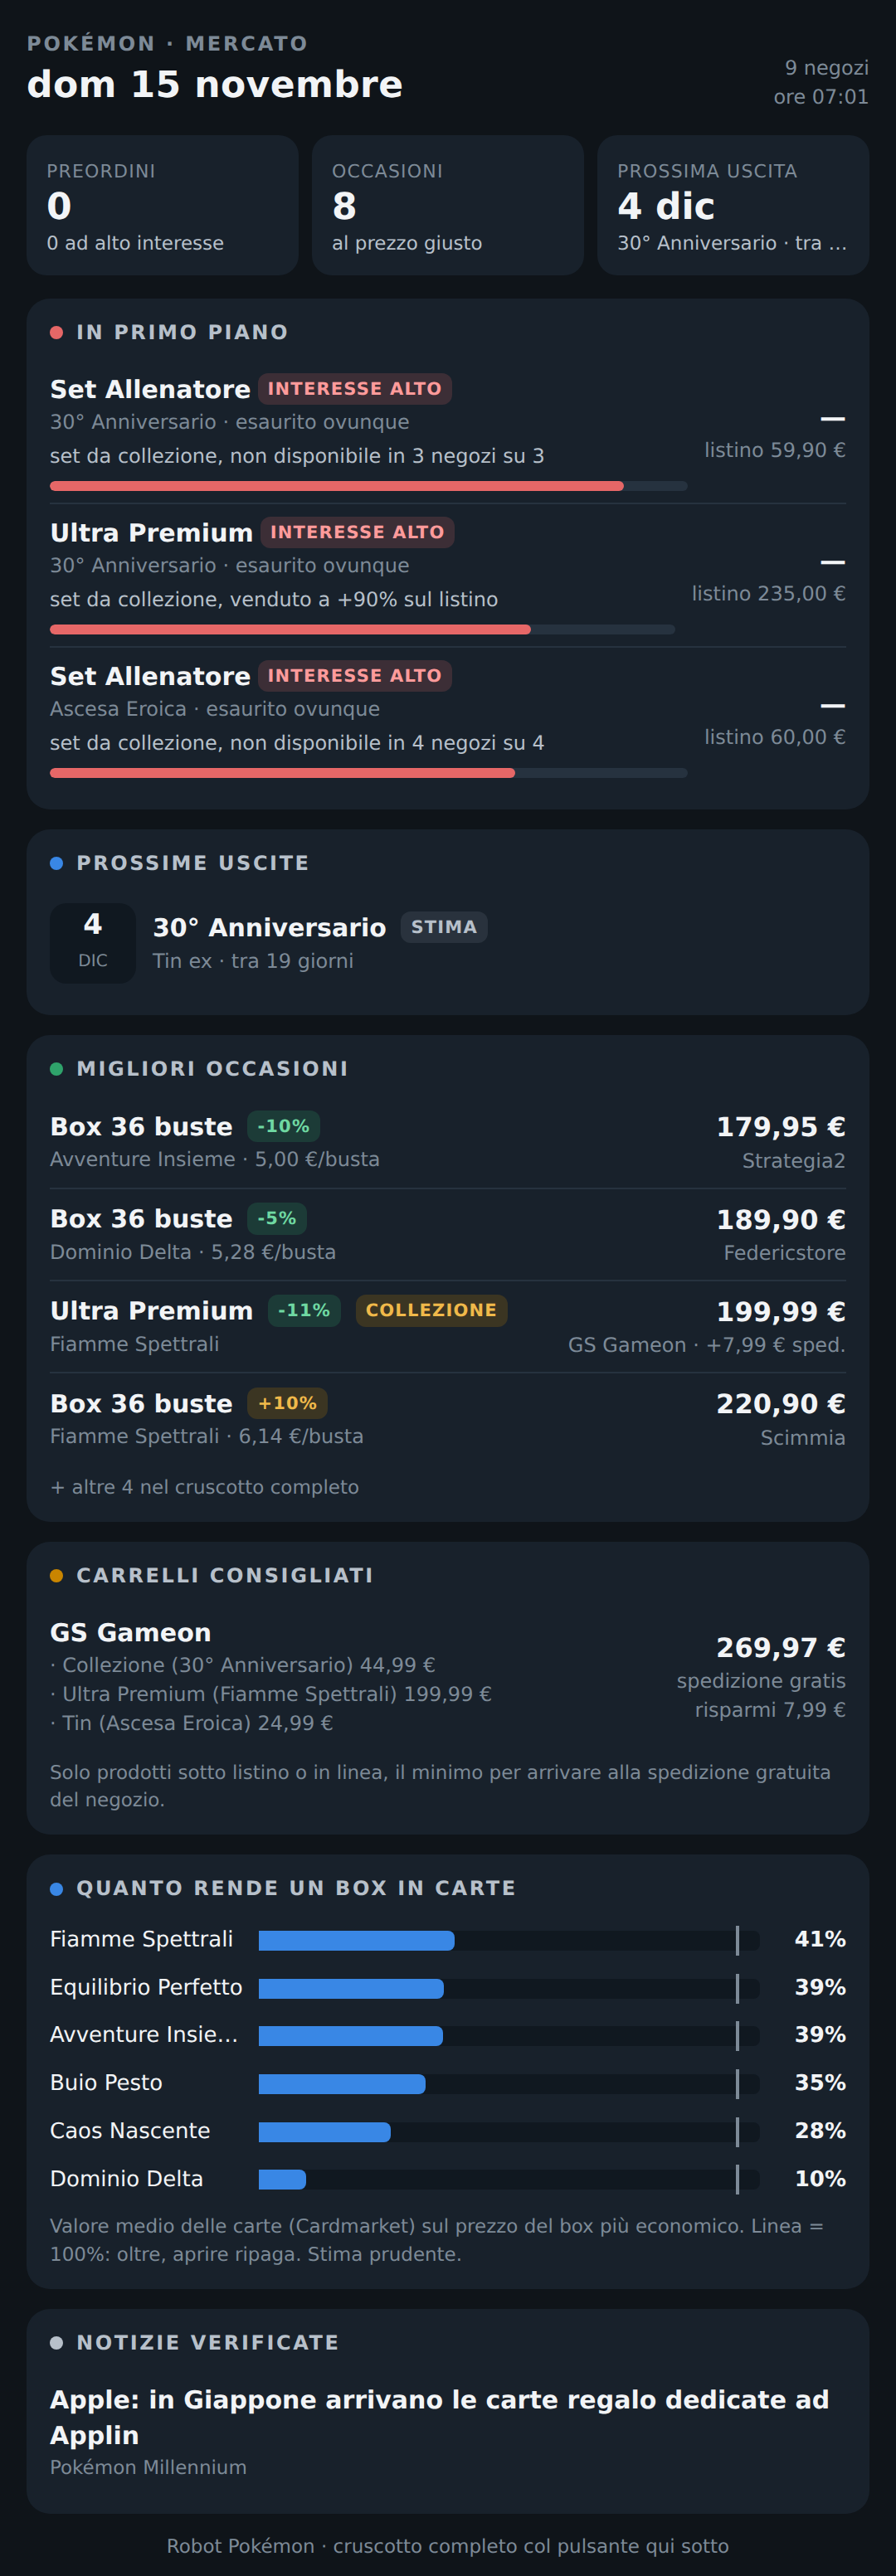 POKÉMON · MERCATO
dom 15 novembre
9 negozi
ore 07:01
PREORDINI
0
0 ad alto interesse
OCCASIONI
8
al prezzo giusto
PROSSIMA USCITA
4 dic
30° Anniversario · tra …
IN PRIMO PIANO
Set Allenatore INTERESSE ALTO
30° Anniversario · esaurito ovunque
set da collezione, non disponibile in 3 negozi su 3
—
listino 59,90 €
Ultra Premium INTERESSE ALTO
30° Anniversario · esaurito ovunque
set da collezione, venduto a +90% sul listino
—
listino 235,00 €
Set Allenatore INTERESSE ALTO
Ascesa Eroica · esaurito ovunque
set da collezione, non disponibile in 4 negozi su 4
—
listino 60,00 €
PROSSIME USCITE
4
DIC
30° Anniversario STIMA
Tin ex · tra 19 giorni
MIGLIORI OCCASIONI
Box 36 buste -10%
Avventure Insieme · 5,00 €/busta
179,95 €
Strategia2
Box 36 buste -5%
Dominio Delta · 5,28 €/busta
189,90 €
Federicstore
Ultra Premium -11% COLLEZIONE
Fiamme Spettrali
199,99 €
GS Gameon · +7,99 € sped.
Box 36 buste +10%
Fiamme Spettrali · 6,14 €/busta
220,90 €
Scimmia
+ altre 4 nel cruscotto completo
CARRELLI CONSIGLIATI
GS Gameon
· Collezione (30° Anniversario) 44,99 €
· Ultra Premium (Fiamme Spettrali) 199,99 €
· Tin (Ascesa Eroica) 24,99 €
269,97 €
spedizione gratis
risparmi 7,99 €
Solo prodotti sotto listino o in linea, il minimo per arrivare alla spedizione gratuita
del negozio.
QUANTO RENDE UN BOX IN CARTE
Fiamme Spettrali 41%
Equilibrio Perfetto 39%
Avventure Insie… 39%
Buio Pesto 35%
Caos Nascente 28%
Dominio Delta 10%
Valore medio delle carte (Cardmarket) sul prezzo del box più economico. Linea =
100%: oltre, aprire ripaga. Stima prudente.
NOTIZIE VERIFICATE
Apple: in Giappone arrivano le carte regalo dedicate ad
Applin
Pokémon Millennium
Robot Pokémon · cruscotto completo col pulsante qui sotto